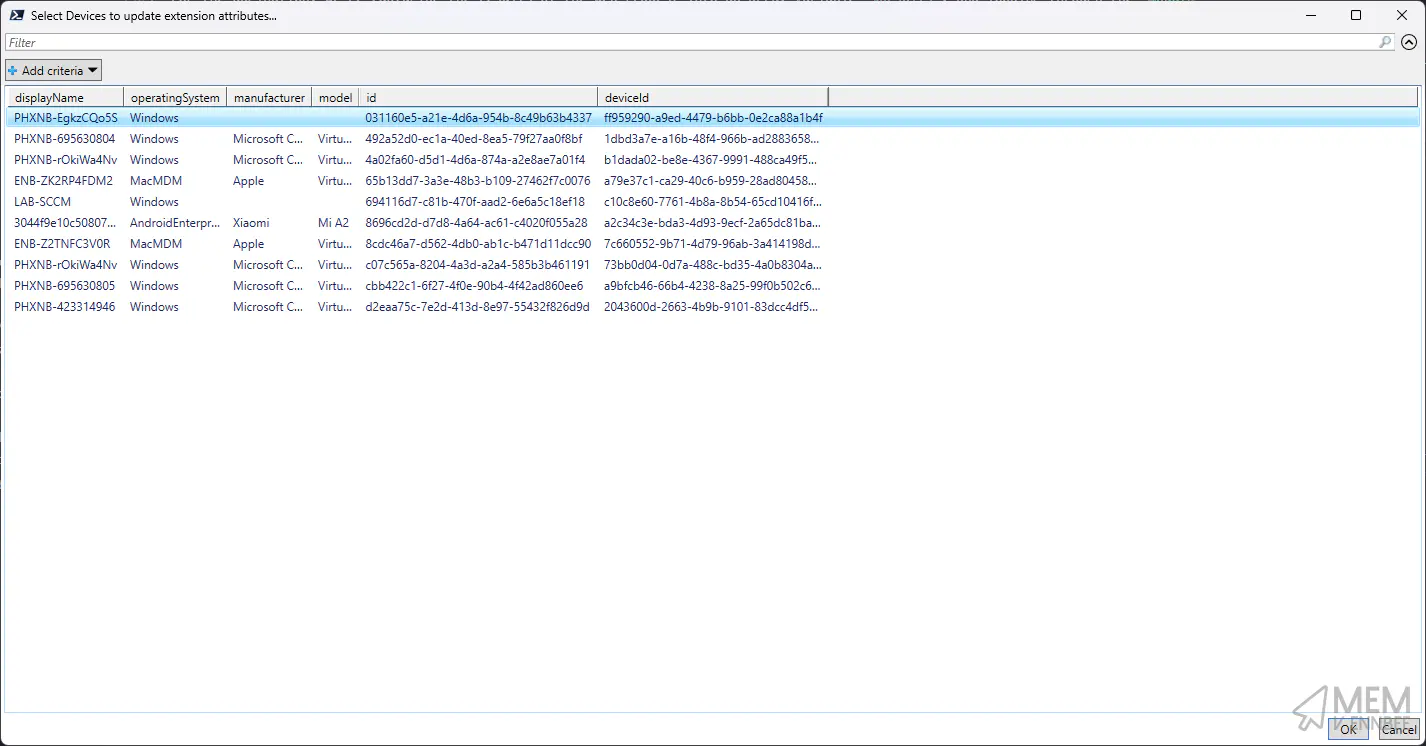 Select Devices to update extension attributes...
Filter
Add criteria
displayName operatingSystem manufacturer model id deviceId
PHXNB-EgkzCQo5S Windows 031160e5-a21e-4d6a-954b-8c49b63b4337 ff959290-a9ed-4479-b6bb-0e2ca88a1b4f
PHXNB-695630804 Windows Microsoft C... Virtu... 492a52d0-ec1a-40ed-8ea5-79f27aa0f8bf 1dbd3a7e-a16b-48f4-966b-ad2883658...
PHXNB-rOkiWa4Nv Windows Microsoft C... Virtu... 4a02fa60-d5d1-4d6a-874a-a2e8ae7a01f4 b1dada02-be8e-4367-9991-488ca49f5...
ENB-ZK2RP4FDM2 MacMDM Apple Virtu... 65b13dd7-3a3e-48b3-b109-27462f7c0076 a79e37c1-ca29-40c6-b959-28ad80458...
LAB-SCCM Windows 694116d7-c81b-470f-aad2-6e6a5c18ef18 c10c8e60-7761-4b8a-8b54-65cd10416f...
3044f9e10c50807... AndroidEnterpr... Xiaomi Mi A2 8696cd2d-d7d8-4a64-ac61-c4020f055a28 a2c34c3e-bda3-4d93-9ecf-2a65dc81ba...
ENB-Z2TNFC3V0R MacMDM Apple Virtu... 8cdc46a7-d562-4db0-ab1c-b471d11dcc90 7c660552-9b71-4d79-96ab-3a414198d...
PHXNB-rOkiWa4Nv Windows Microsoft C... Virtu... c07c565a-8204-4a3d-a2a4-585b3b461191 73bb0d04-0d7a-488c-bd35-4a0b8304a...
PHXNB-695630805 Windows Microsoft C... Virtu... cbb422c1-6f27-4f0e-90b4-4f42ad860ee6 a9bfcb46-66b4-4238-8a25-99f0b502c6...
PHXNB-423314946 Windows Microsoft C... Virtu... d2eaa75c-7e2d-413d-8e97-55432f826d9d 2043600d-2663-4b9b-9101-83dcc4df5...
MEM
OK Cancel